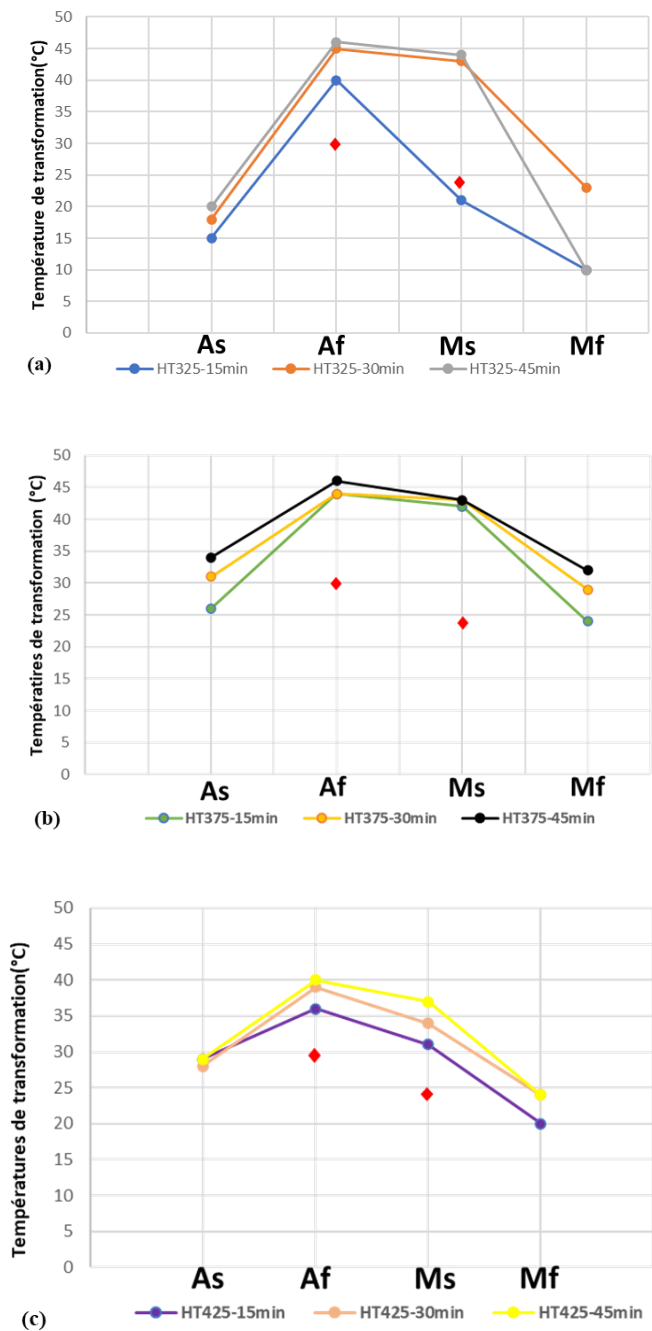 Température de transformation(°C)
50
45
40
35
30
25
20
15
10
5
0
As Af Ms Mf
(a)
HT325-15min HT325-30min HT325-45min
Températires de transformation (°C)
50
45
40
35
30
25
20
15
10
5
0
As Af Ms Mf
(b)
HT375-15min HT375-30min HT375-45min
Températures de transformation(°C)
50
45
40
35
30
25
20
15
10
5
0
As Af Ms Mf
(c)
HT425-15min HT425-30min HT425-45min